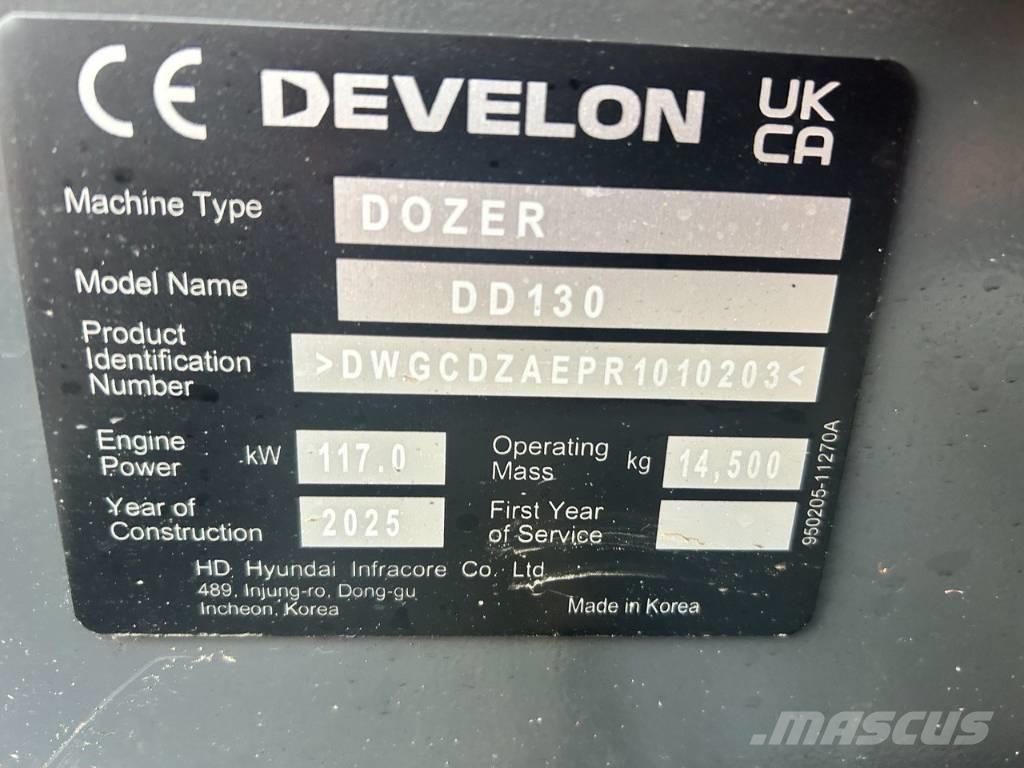 CE DEVELON UK CA
Machine Type DOZER
Model Name DD130
Product
Identification
Number >DWGCDZAEPR1010203<
Engine
Power kW 117.0
Operating
Mass kg 14,500
Year of
Construction 2025
First Year
of Service
HD Hyundai Infracore Co. Ltd
489, Injung-ro, Dong-gu
Incheon, Korea
Made in Korea
950205-11270A
MASCUS